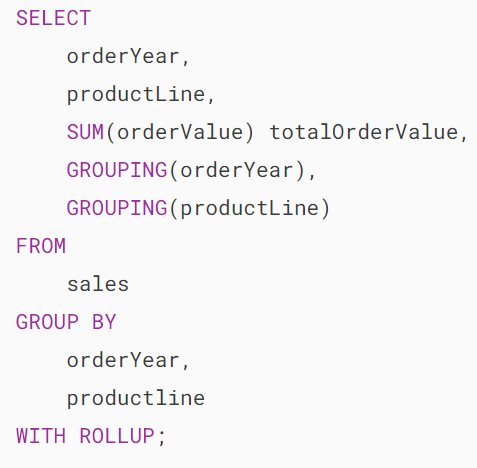 SELECT
    orderYear,
    productLine,
    SUM(orderValue) totalOrderValue,
    GROUPING(orderYear),
    GROUPING(productLine)
FROM
    sales
GROUP BY
    orderYear,
    productline
WITH ROLLUP;